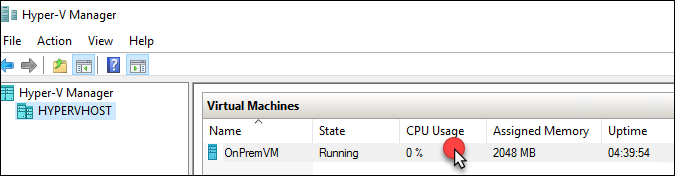 Hyper-V Manager
File Action View Help
Hyper-V Manager
HYPERVHOST
Virtual Machines
Name State CPU Usage Assigned Memory Uptime
OnPremVM Running 0 % 2048 MB 04:39:54